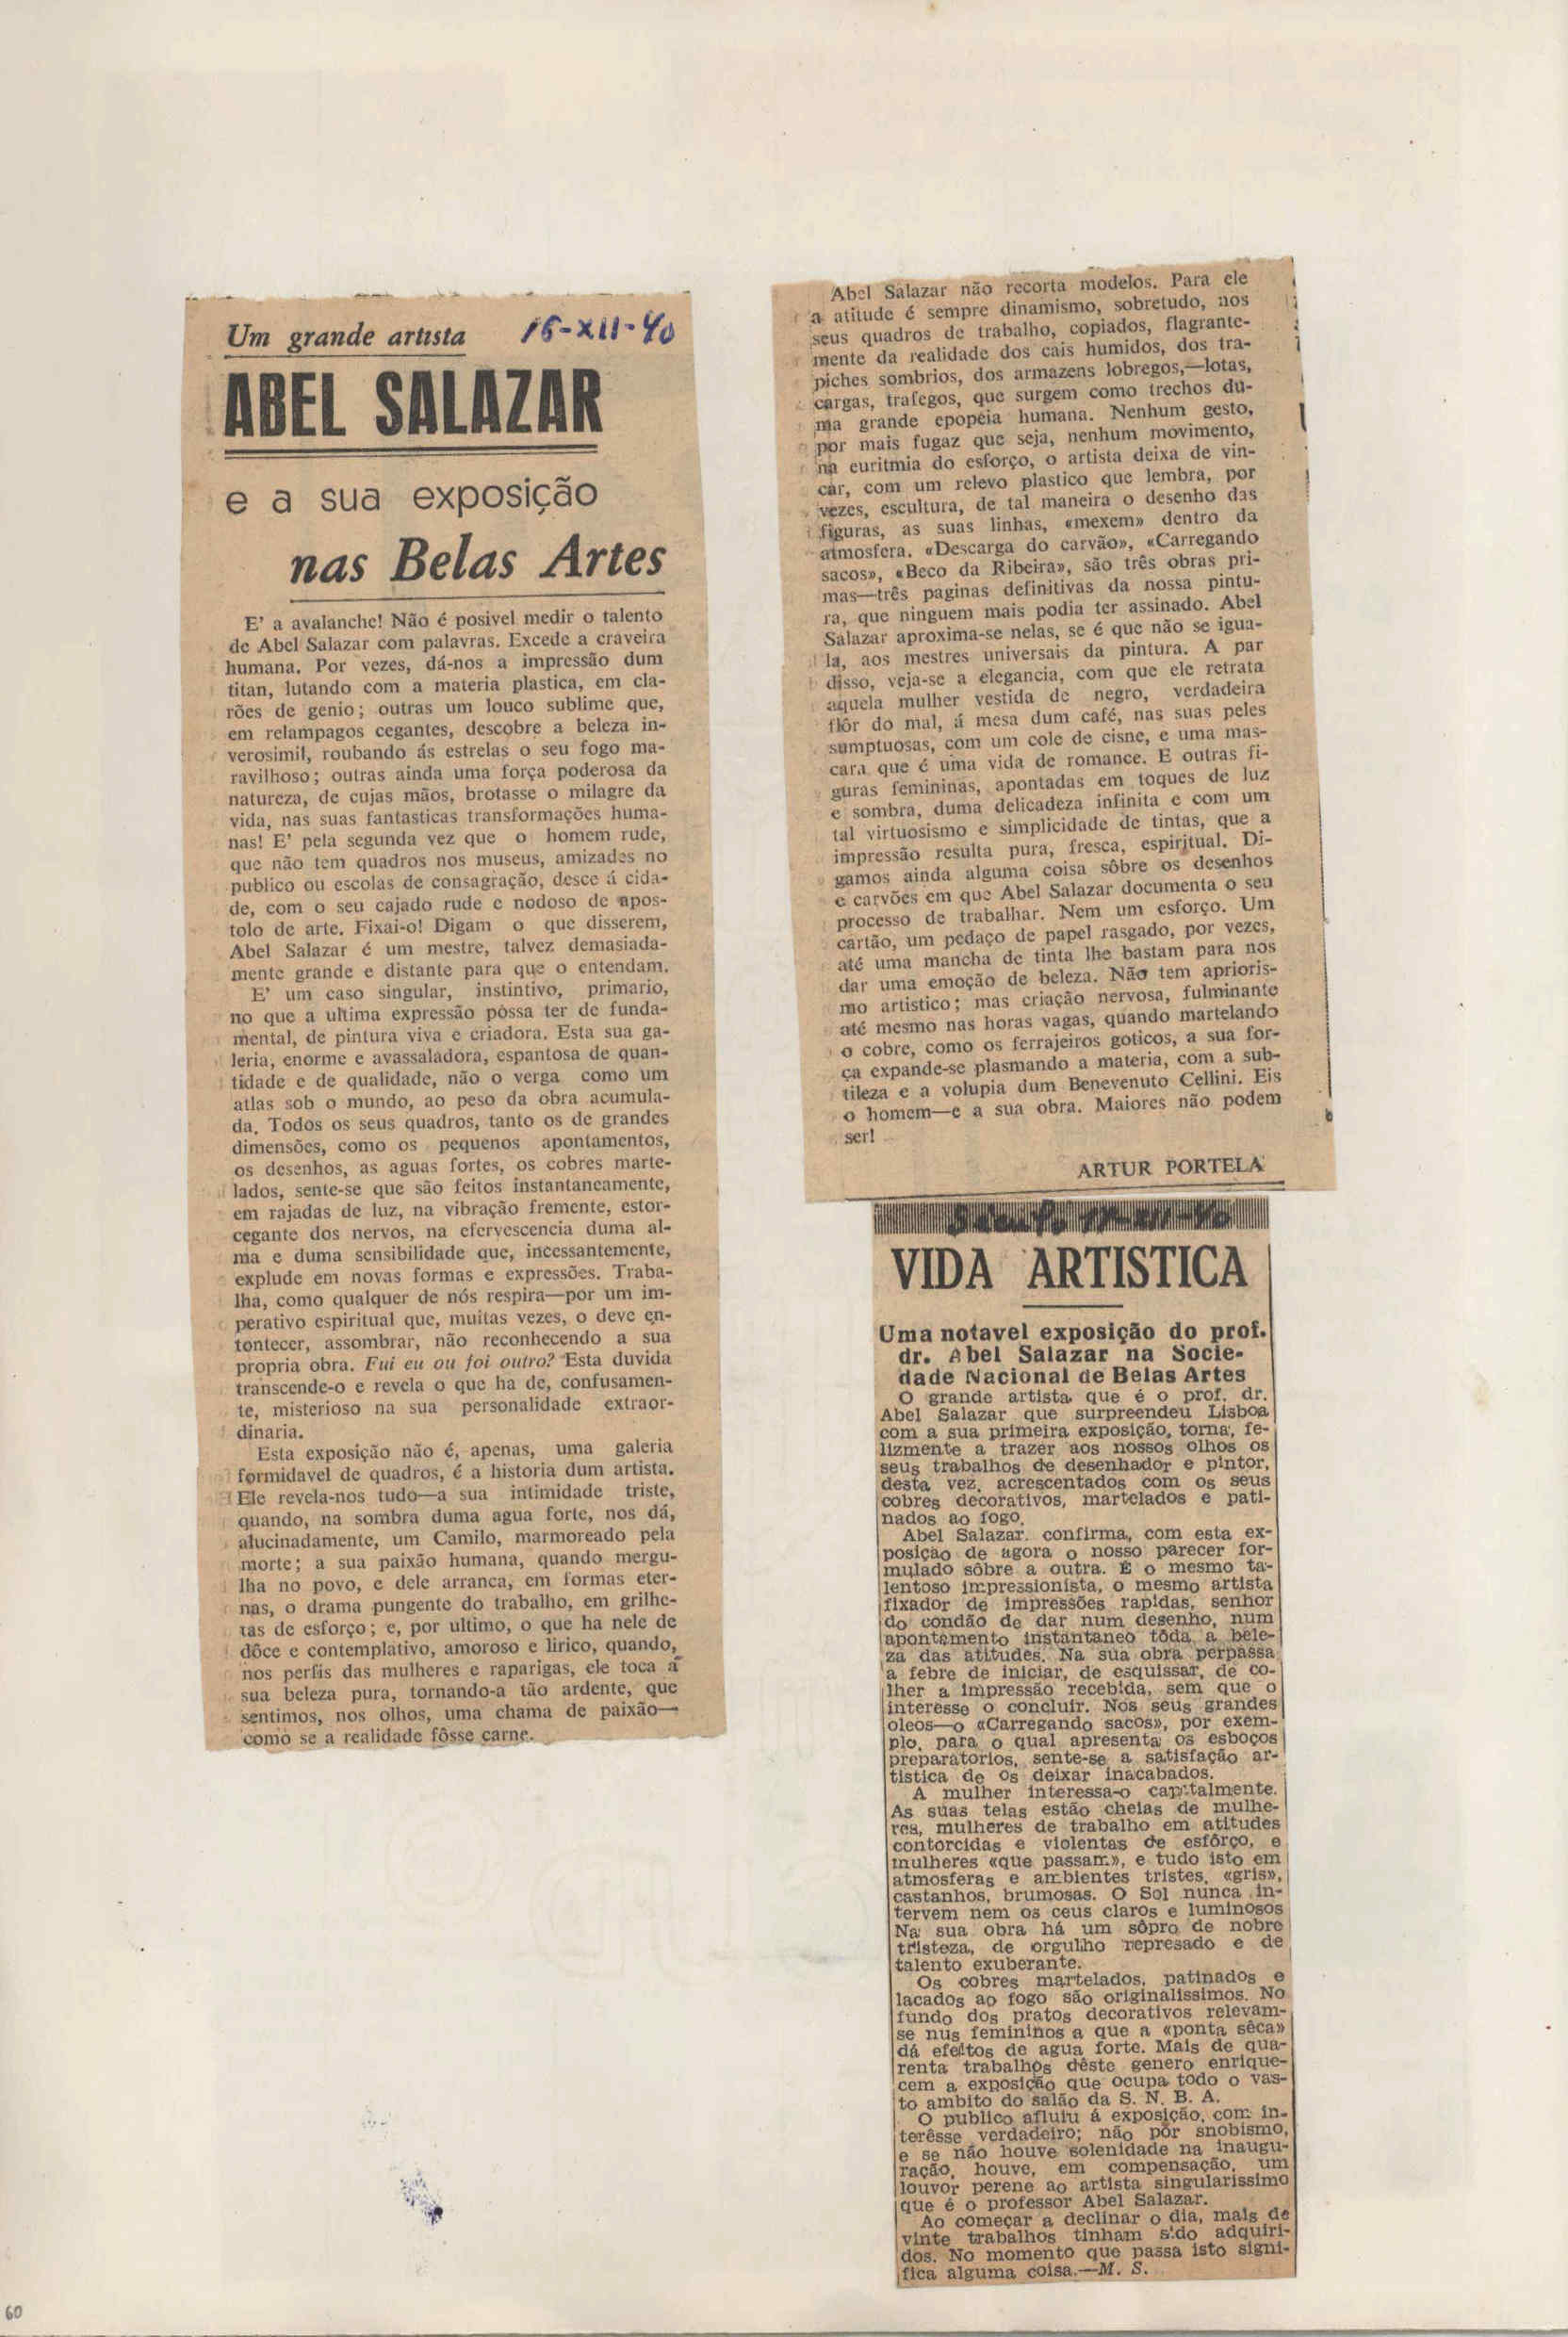 Um grande artista 16-XII-40
ABEL SALAZAR
e a sua exposição
nas Belas Artes
E' a avalanche! Não é posivel medir o talento
de Abel Salazar com palavras. Excede a craveira
humana. Por vezes, dá-nos a impressão dum
titan, lutando com a materia plastica, em cla-
rões de genio; outras um louco sublime que,
em relampagos cegantes, descobre a beleza in-
verosimil, roubando ás estrelas o seu fogo ma-
ravilhoso; outras ainda uma força poderosa da
natureza, de cujas mãos, brotasse o milagre da
vida, nas suas fantasticas transformações huma-
nas! E' pela segunda vez que o homem rude,
que não tem quadros nos museus, amizades no
publico ou escolas de consagração, desce á cida-
de, com o seu cajado rude e nodoso de apos-
tolo de arte. Fixai-o! Digam o que disserem,
Abel Salazar é um mestre, talvez demasiada-
mente grande e distante para que o entendam.
E' um caso singular, instintivo, primario,
no que a ultima expressão possa ter de funda-
mental, de pintura viva e criadora. Esta sua ga-
leria, enorme e avassaladora, espantosa de quan-
tidade e de qualidade, não o verga como um
atlas sob o mundo, ao peso da obra acumula-
da. Todos os seus quadros, tanto os de grandes
dimensões, como os pequenos apontamentos,
os desenhos, as aguas fortes, os cobres marte-
lados, sente-se que são feitos instantaneamente,
em rajadas de luz, na vibração fremente, estor-
cegante dos nervos, na efervescencia duma al-
ma e duma sensibilidade que, incessantemente,
explude em novas formas e expressões. Traba-
lha, como qualquer de nós respira—por um im-
perativo espiritual que, muitas vezes, o deve en-
tontecer, assombrar, não reconhecendo a sua
propria obra. Fui eu ou foi outro? Esta duvida
transcende-o e revela o que ha de, confusamen-
te, misterioso na sua personalidade extraor-
dinaria.
Esta exposição não é, apenas, uma galeria
formidavel de quadros, é a historia dum artista.
Ele revela-nos tudo—a sua intimidade triste,
quando, na sombra duma agua forte, nos dá,
alucinadamente, um Camilo, marmoreado pela
morte; a sua paixão humana, quando mergu-
lha no povo, e dele arranca, em formas eter-
nas, o drama pungente do trabalho, em grilhe-
tas de esforço; e, por ultimo, o que ha nele de
dôce e contemplativo, amoroso e lirico, quando,
nos perfis das mulheres e raparigas, ele toca a
sua beleza pura, tornando-a tão ardente, que
sentimos, nos olhos, uma chama de paixão—
como se a realidade fôsse carne.
Abel Salazar não recorta modelos. Para ele
a atitude é sempre dinamismo, sobretudo, nos
seus quadros de trabalho, copiados, flagrante-
mente da realidade dos cais humidos, dos tra-
piches sombrios, dos armazens lobregos,—lotas,
cargas, trafegos, que surgem como trechos du-
ma grande epopeia humana. Nenhum gesto,
por mais fugaz que seja, nenhum movimento,
na euritmia do esforço, o artista deixa de vin-
car, com um relevo plastico que lembra, por
vezes, escultura, de tal maneira o desenho das
figuras, as suas linhas, «mexem» dentro da
atmosfera. «Descarga do carvão», «Carregando
sacos», «Beco da Ribeira», são três obras pri-
mas—três paginas definitivas da nossa pintu-
ra, que ninguem mais podia ter assinado. Abel
Salazar aproxima-se nelas, se é que não se igua-
la, aos mestres universais da pintura. A par
disso, veja-se a elegancia, com que ele retrata
aquela mulher vestida de negro, verdadeira
flôr do mal, á mesa dum café, nas suas peles
sumptuosas, com um cole de cisne, e uma mas-
cara que é uma vida de romance. E outras fi-
guras femininas, apontadas em toques de luz
e sombra, duma delicadeza infinita e com um
tal virtuosismo e simplicidade de tintas, que a
impressão resulta pura, fresca, espiritual. Di-
gamos ainda alguma coisa sôbre os desenhos
e carvões em que Abel Salazar documenta o seu
processo de trabalhar. Nem um esforço. Um
cartão, um pedaço de papel rasgado, por vezes,
até uma mancha de tinta lhe bastam para nos
dar uma emoção de beleza. Não tem aprioris-
mo artistico; mas criação nervosa, fulminante
até mesmo nas horas vagas, quando martelando
o cobre, como os ferrajeiros goticos, a sua for-
ça expande-se plasmando a materia, com a sub-
tileza e a volupia dum Benevenuto Cellini. Eis
o homem—e a sua obra. Maiores não podem
ser!
ARTUR PORTELA
VIDA ARTISTICA
Uma notavel exposição do prof.
dr. Abel Salazar na Socie-
dade Nacional de Belas Artes
O grande artista que é o prof. dr.
Abel Salazar que surpreendeu Lisboa
com a sua primeira exposição, torna, fe-
lizmente a trazer aos nossos olhos os
seus trabalhos de desenhador e pintor,
desta vez, acrescentados com os seus
cobres decorativos, martelados e pati-
nados ao fogo.
Abel Salazar. confirma, com esta ex-
posição de agora o nosso parecer for-
mulado sôbre a outra. E o mesmo ta-
lentoso impressionista, o mesmo artista
fixador de impressões rapidas, senhor
do condão de dar num desenho, num
apontamento instantaneo tôda a bele-
za das atitudes. Na sua obra perpassa
a febre de iniciar, de esquissar, de co-
lher a impressão recebida, sem que o
interesse o concluir. Nos seus grandes
oleos—o «Carregando sacos», por exem-
plo, para o qual apresenta os esboços
preparatorios, sente-se a satisfação ar-
tistica de os deixar inacabados.
A mulher interessa-o capitalmente.
As suas telas estão cheias de mulhe-
res, mulheres de trabalho em atitudes
contorcidas e violentas de esfôrço, e
mulheres «que passam», e tudo isto em
atmosferas e ambientes tristes, «gris»,
castanhos, brumosas. O Sol nunca in-
tervem nem os ceus claros e luminosos
Na sua obra há um sôpro de nobre
tristeza, de orgulho represado e de
talento exuberante.
Os cobres martelados, patinados e
lacados ao fogo são originalissimos. No
fundo dos pratos decorativos relevam-
se nus femininos a que a «ponta sêca»
dá efeitos de agua forte. Mais de qua-
renta trabalhos dêste genero enrique-
cem a exposição que ocupa todo o vas-
to ambito do salão da S. N. B. A.
O publico afluiu á exposição, com in-
terêsse verdadeiro; não pôr snobismo,
e se não houve solenidade na inaugu-
ração, houve, em compensação, um
louvor perene ao artista singularissimo
que é o professor Abel Salazar.
Ao começar a declinar o dia, mais de
vinte trabalhos tinham sido adquiri-
dos. No momento que passa isto signi-
fica alguma coisa.—M. S.
60